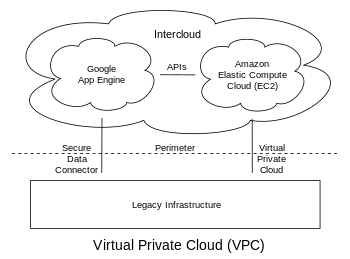 Intercloud
Google
App Engine
APIs
Amazon
Elastic Compute
Cloud (EC2)
Secure
Data
Connector
Perimeter
Virtual
Private
Cloud
Legacy Infrastructure
Virtual Private Cloud (VPC)